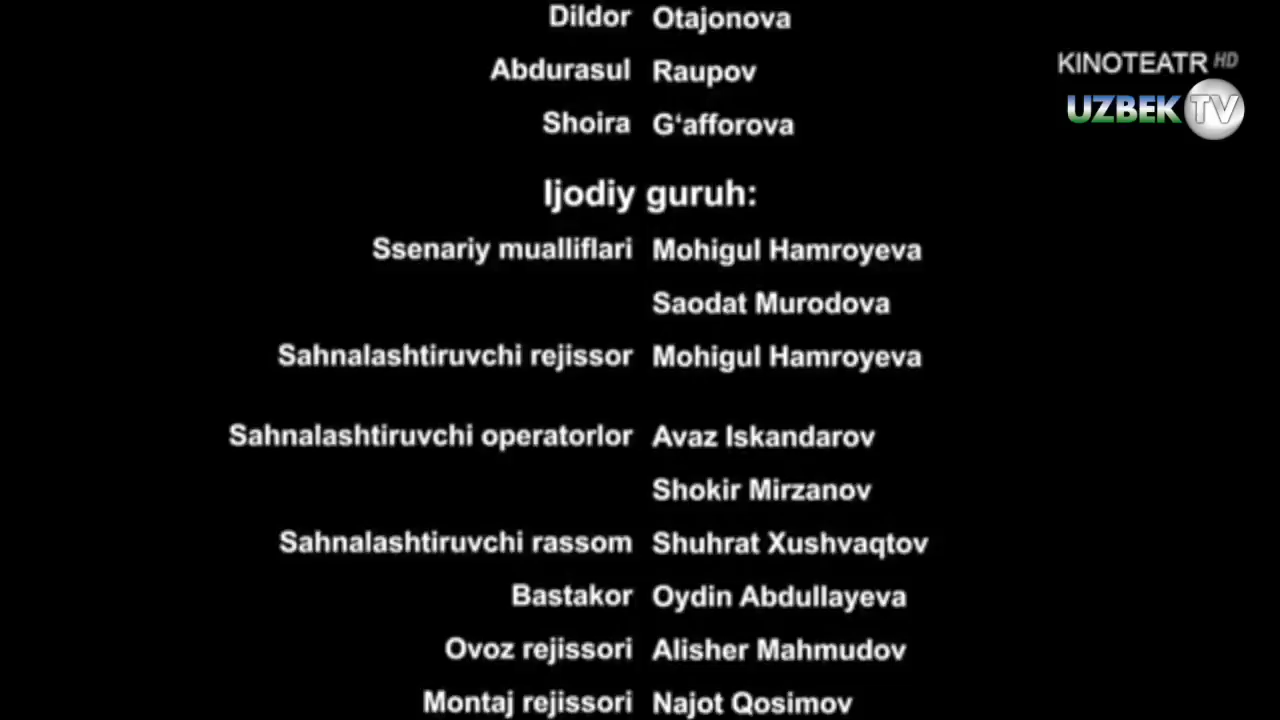 Dildor Otajonova
Abdurasul Raupov
KINOTEATR HD
UZBEK TV
Shoira G‘afforova
Ijodiy guruh:
Ssenariy mualliflari Mohigul Hamroyeva
Saodat Murodova
Sahnalashtiruvchi rejissor Mohigul Hamroyeva
Sahnalashtiruvchi operatorlor Avaz Iskandarov
Shokir Mirzanov
Sahnalashtiruvchi rassom Shuhrat Xushvaqtov
Bastakor Oydin Abdullayeva
Ovoz rejissori Alisher Mahmudov
Montaj rejissori Najot Qosimov